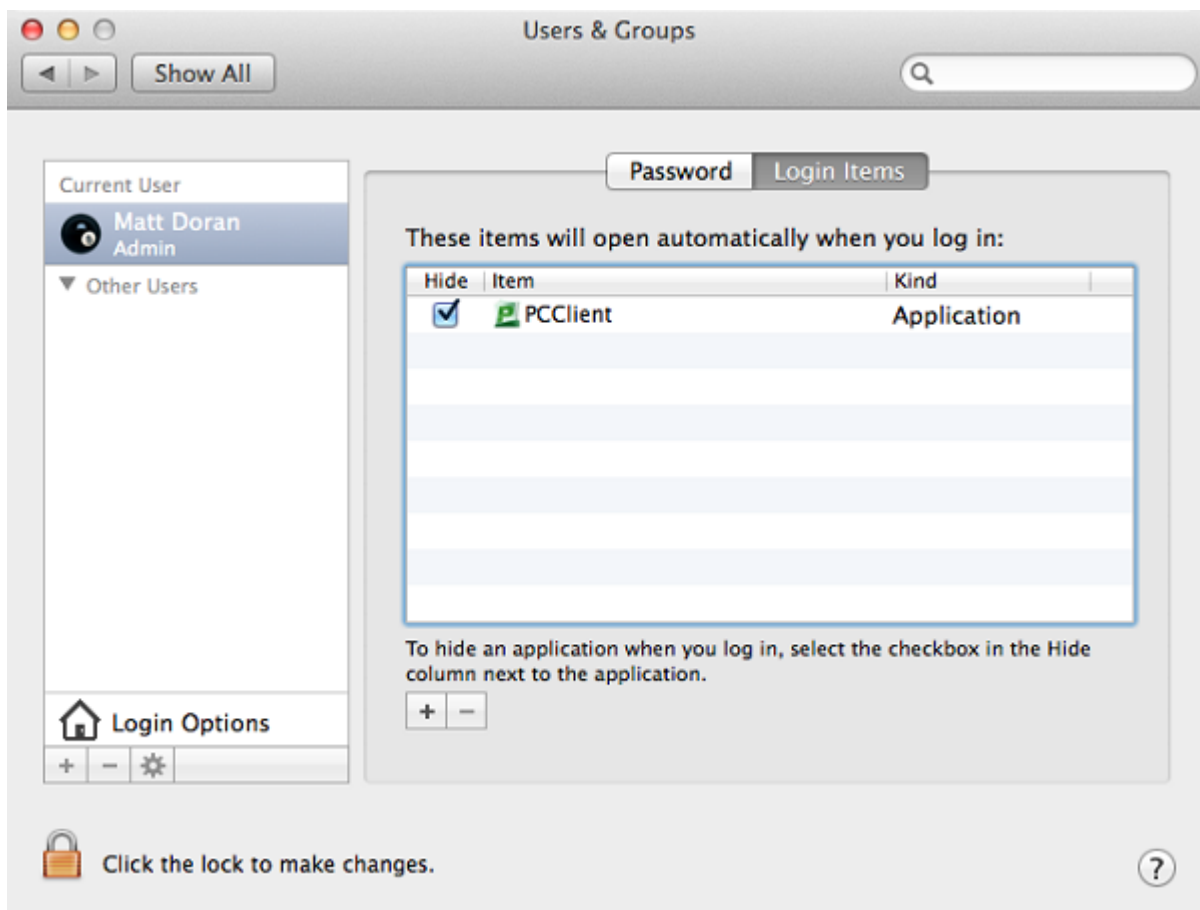 Users & Groups
Show All
Current User
Matt Doran
Admin
Other Users
Password
Login Items
These items will open automatically when you log in:
Hide Item Kind
PCClient Application
To hide an application when you log in, select the checkbox in the Hide
column next to the application.
+ −
Login Options
+ −
Click the lock to make changes.
?